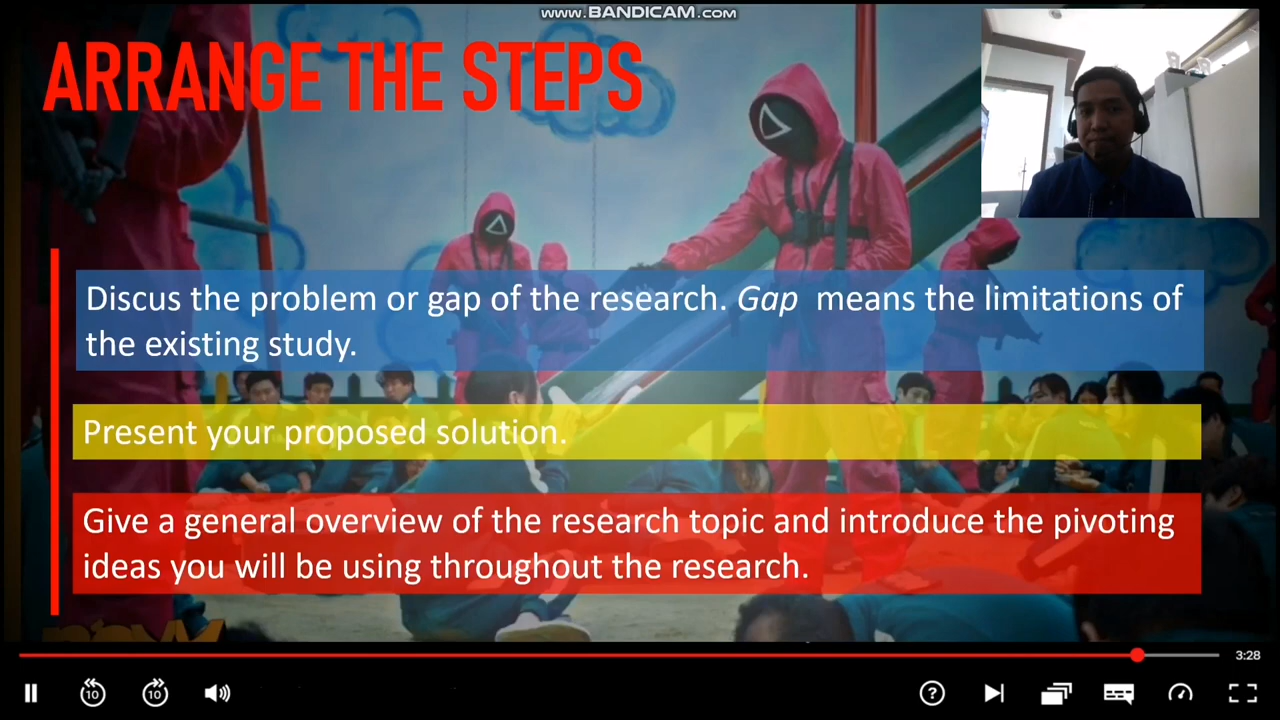 www.BANDICAM.com
ARRANGE THE STEPS
Discus the problem or gap of the research. Gap means the limitations of
the existing study.
Present your proposed solution.
Give a general overview of the research topic and introduce the pivoting
ideas you will be using throughout the research.
3:28
10 10 ?